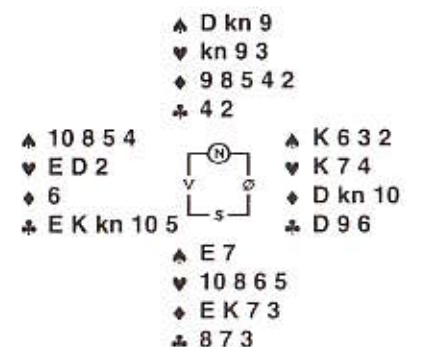 ♠ D kn 9
♥ kn 9 3
♦ 9 8 5 4 2
♣ 4 2
♠ 10 8 5 4
♥ E D 2
♦ 6
♣ E K kn 10 5
N
V Ø
S
♠ K 6 3 2
♥ K 7 4
♦ D kn 10
♣ D 9 6
♠ E 7
♥ 10 8 6 5
♦ E K 7 3
♣ 8 7 3